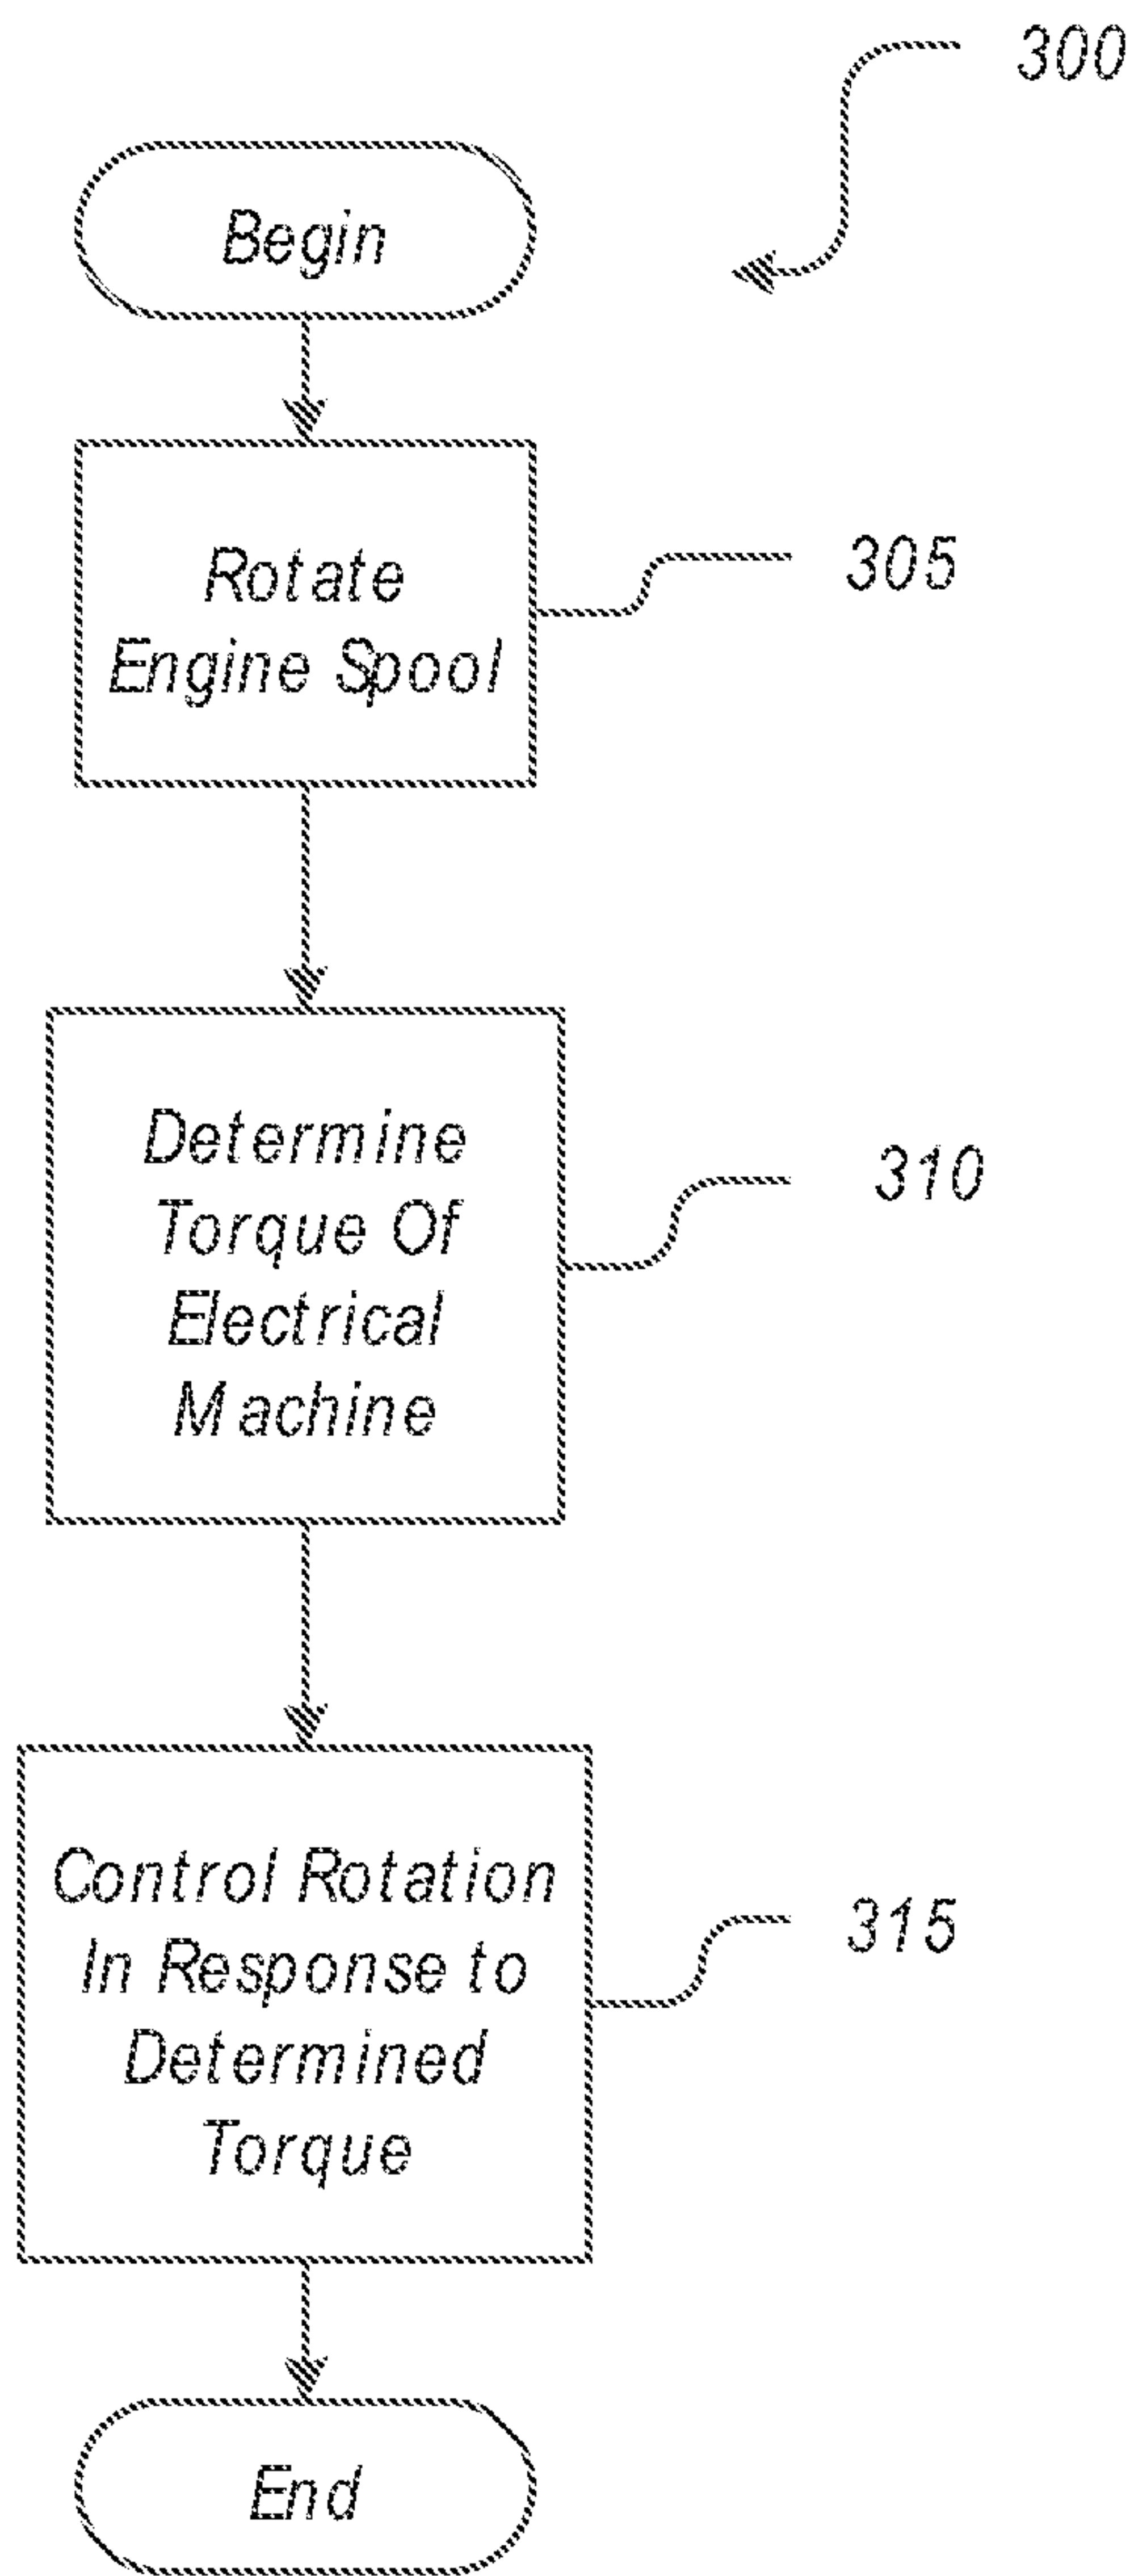 300
Begin
Rotate
Engine Spool
305
Determine
Torque Of
Electrical
Machine
310
Control Rotation
In Response to
Determined
Torque
315
End